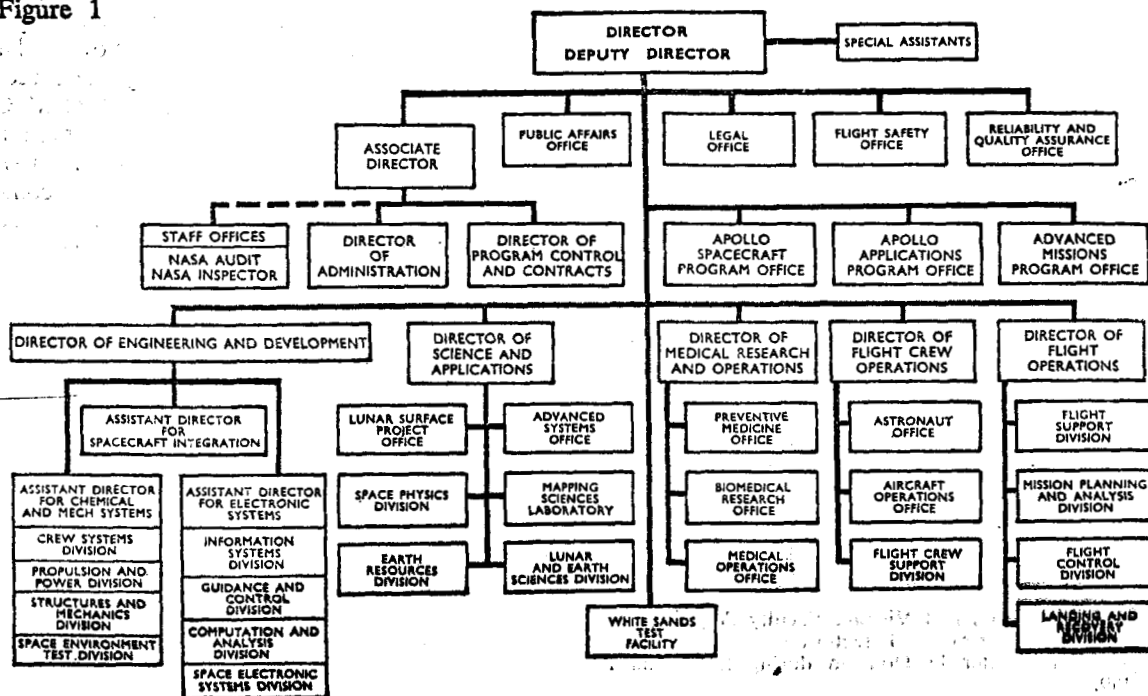 Figure 1
DIRECTOR
DEPUTY DIRECTOR
SPECIAL ASSISTANTS
ASSOCIATE
DIRECTOR
PUBLIC AFFAIRS
OFFICE
LEGAL
OFFICE
FLIGHT SAFETY
OFFICE
RELIABILITY AND
QUALITY ASSURANCE
OFFICE
STAFF OFFICES
NASA AUDIT
NASA INSPECTOR
DIRECTOR
OF
ADMINISTRATION
DIRECTOR OF
PROGRAM CONTROL
AND CONTRACTS
APOLLO
SPACECRAFT
PROGRAM OFFICE
APOLLO
APPLICATIONS
PROGRAM OFFICE
ADVANCED
MISSIONS
PROGRAM OFFICE
DIRECTOR OF ENGINEERING AND DEVELOPMENT
DIRECTOR OF
SCIENCE AND
APPLICATIONS
DIRECTOR OF
MEDICAL RESEARCH
AND OPERATIONS
DIRECTOR OF
FLIGHT CREW
OPERATIONS
DIRECTOR OF
FLIGHT
OPERATIONS
ASSISTANT DIRECTOR
FOR
SPACECRAFT INTEGRATION
ASSISTANT DIRECTOR
FOR CHEMICAL
AND MECH SYSTEMS
CREW SYSTEMS
DIVISION
PROPULSION AND
POWER DIVISION
STRUCTURES AND
MECHANICS
DIVISION
SPACE ENVIRONMENT
TEST DIVISION
ASSISTANT DIRECTOR
FOR ELECTRONIC
SYSTEMS
INFORMATION
SYSTEMS
DIVISION
GUIDANCE AND
CONTROL
DIVISION
COMPUTATION AND
ANALYSIS
DIVISION
SPACE ELECTRONIC
SYSTEMS DIVISION
LUNAR SURFACE
PROJECT
OFFICE
ADVANCED
SYSTEMS
OFFICE
SPACE PHYSICS
DIVISION
MAPPING
SCIENCES
LABORATORY
EARTH
RESOURCES
DIVISION
LUNAR
AND EARTH
SCIENCES DIVISION
PREVENTIVE
MEDICINE
OFFICE
BIOMEDICAL
RESEARCH
OFFICE
MEDICAL
OPERATIONS
OFFICE
ASTRONAUT
OFFICE
AIRCRAFT
OPERATIONS
OFFICE
FLIGHT CREW
SUPPORT
DIVISION
FLIGHT
SUPPORT
DIVISION
MISSION PLANNING
AND ANALYSIS
DIVISION
FLIGHT
CONTROL
DIVISION
LANDING AND
RECOVERY
DIVISION
WHITE SANDS
TEST
FACILITY